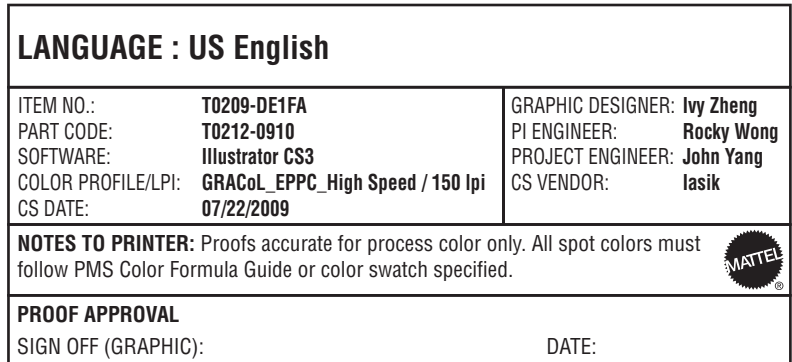 LANGUAGE : US English
ITEM NO.: T0209-DE1FA
PART CODE: T0212-0910
SOFTWARE: Illustrator CS3
COLOR PROFILE/LPI: GRACoL_EPPC_High Speed / 150 lpi
CS DATE: 07/22/2009
GRAPHIC DESIGNER: Ivy Zheng
PI ENGINEER: Rocky Wong
PROJECT ENGINEER: John Yang
CS VENDOR: Iasik
NOTES TO PRINTER: Proofs accurate for process color only. All spot colors must
follow PMS Color Formula Guide or color swatch specified.
MATTEL
®
PROOF APPROVAL
SIGN OFF (GRAPHIC): DATE: